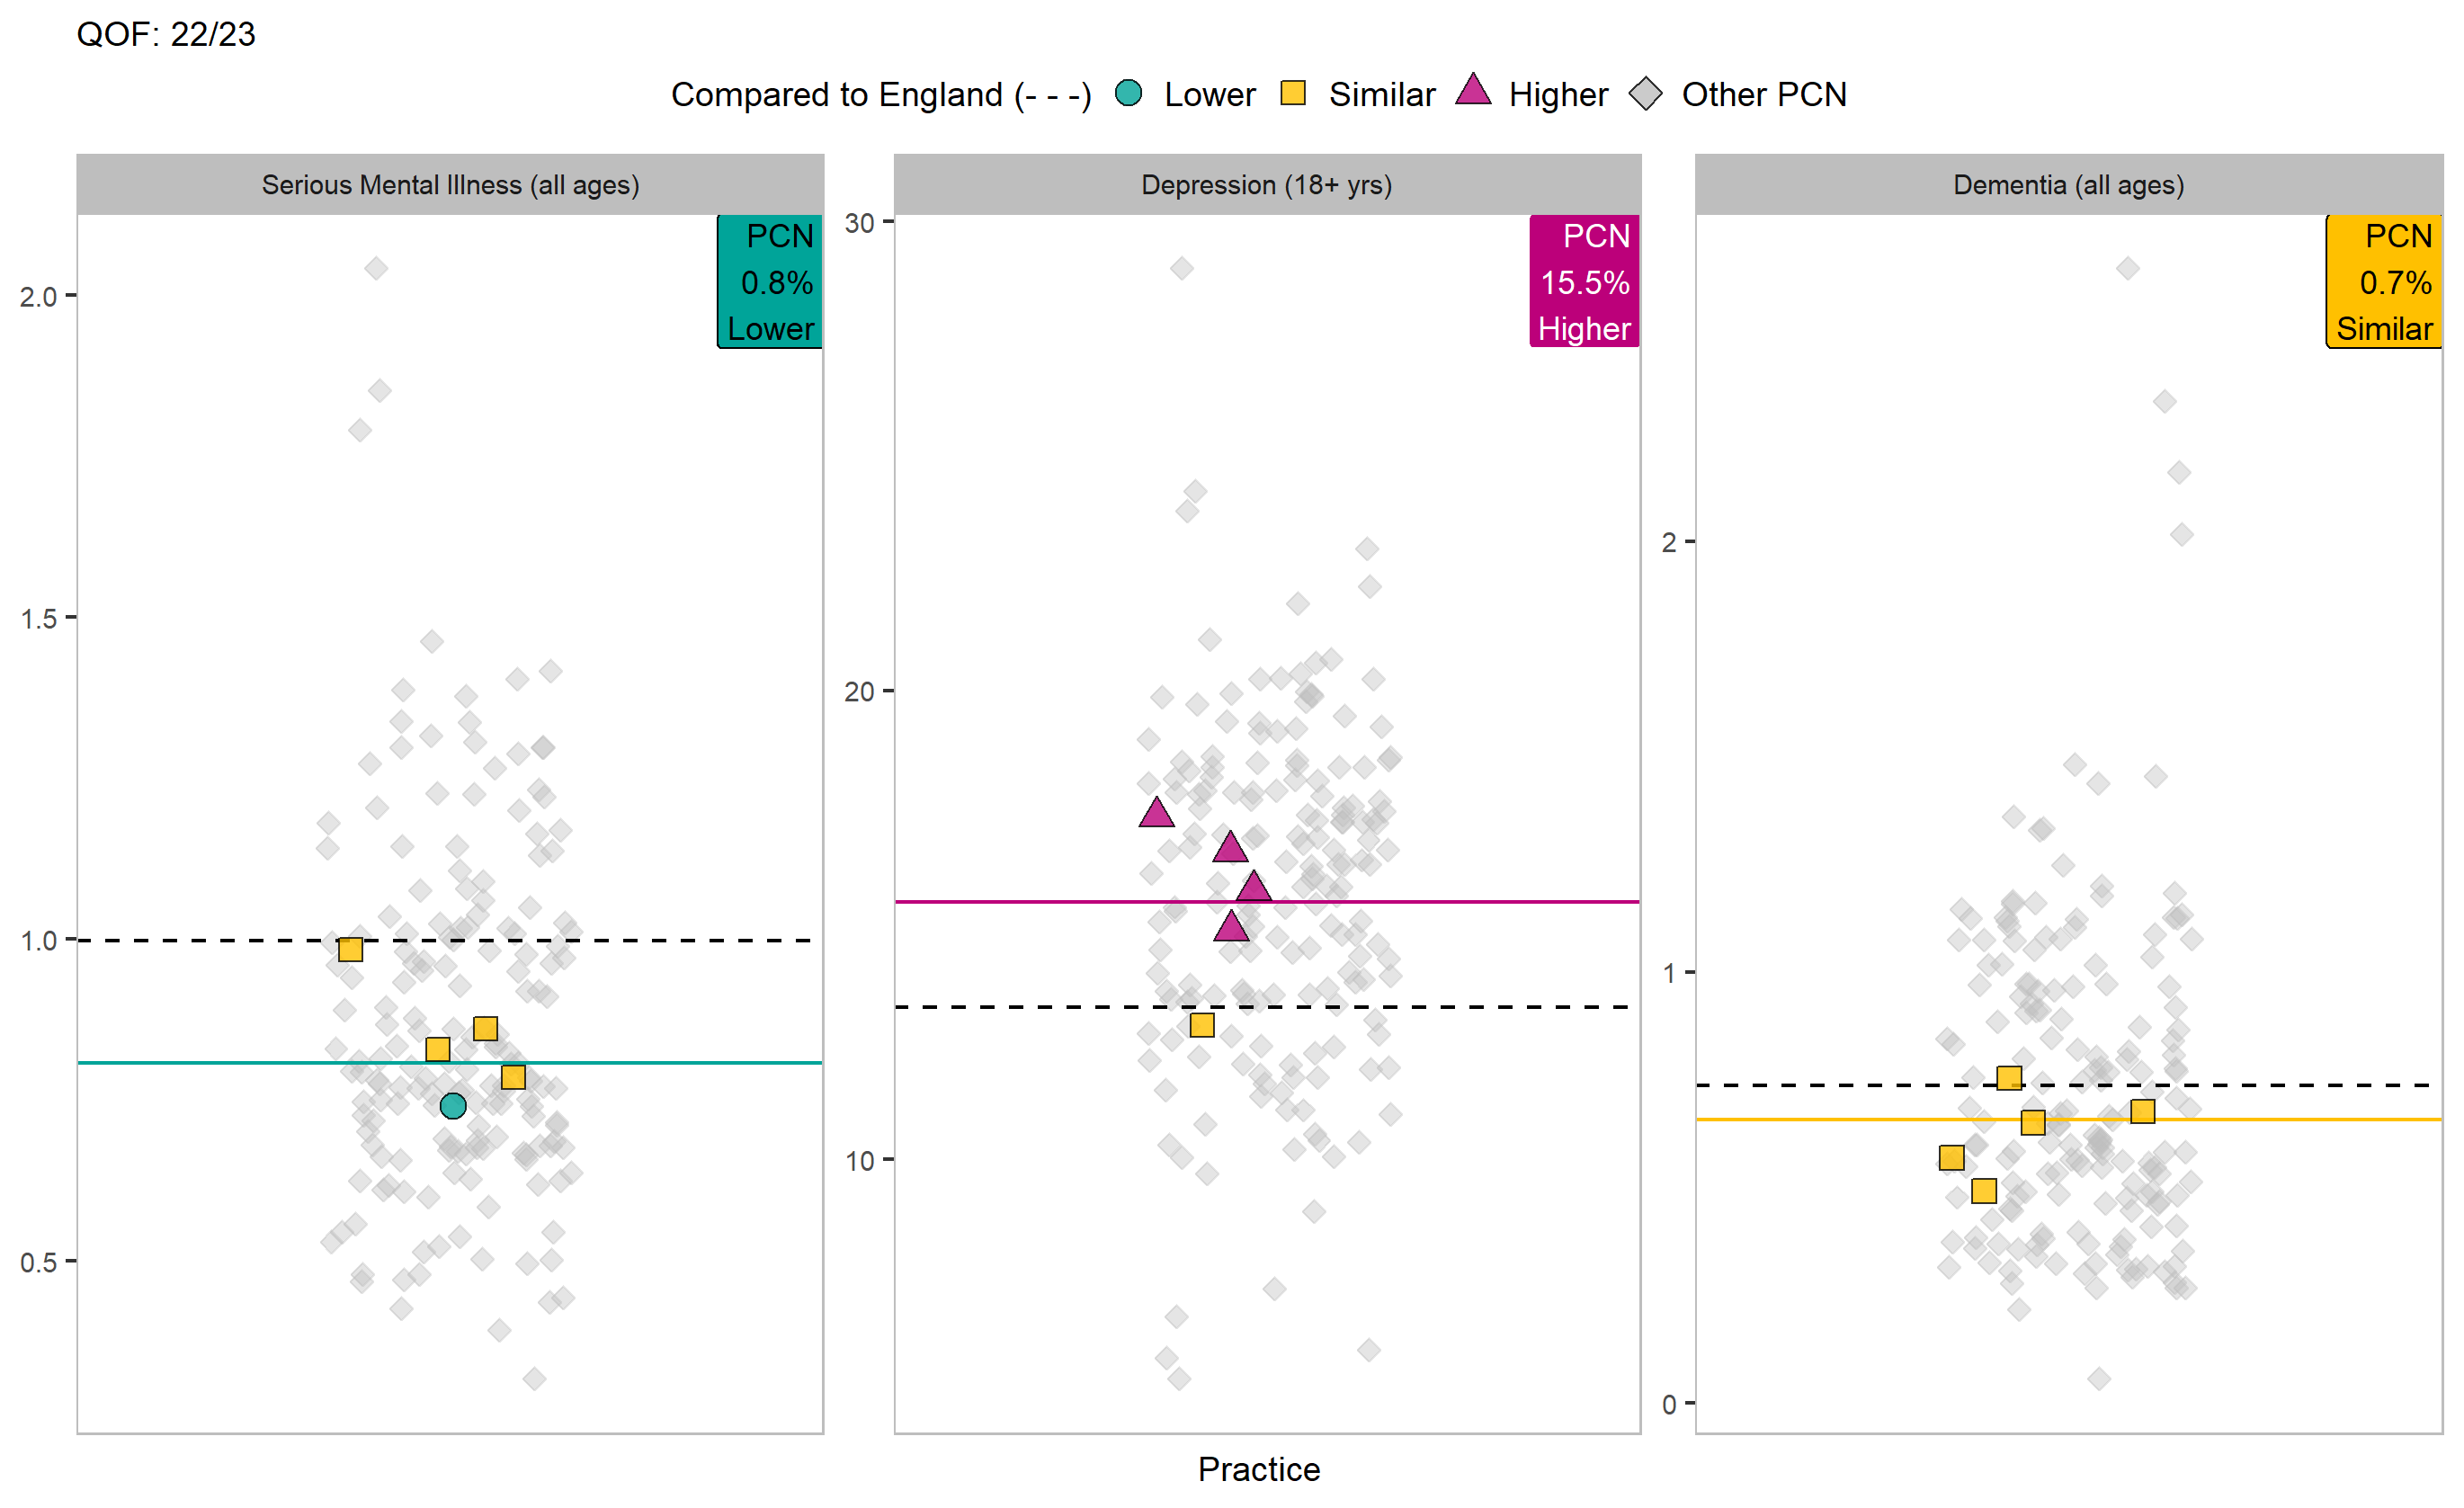 QOF: 22/23
Compared to England (- - -) Lower Similar Higher Other PCN
Serious Mental Illness (all ages)
PCN
0.8%
Lower
2.0
1.5
1.0
0.5
Depression (18+ yrs)
PCN
15.5%
Higher
30
20
10
Dementia (all ages)
PCN
0.7%
Similar
2
1
0
Practice